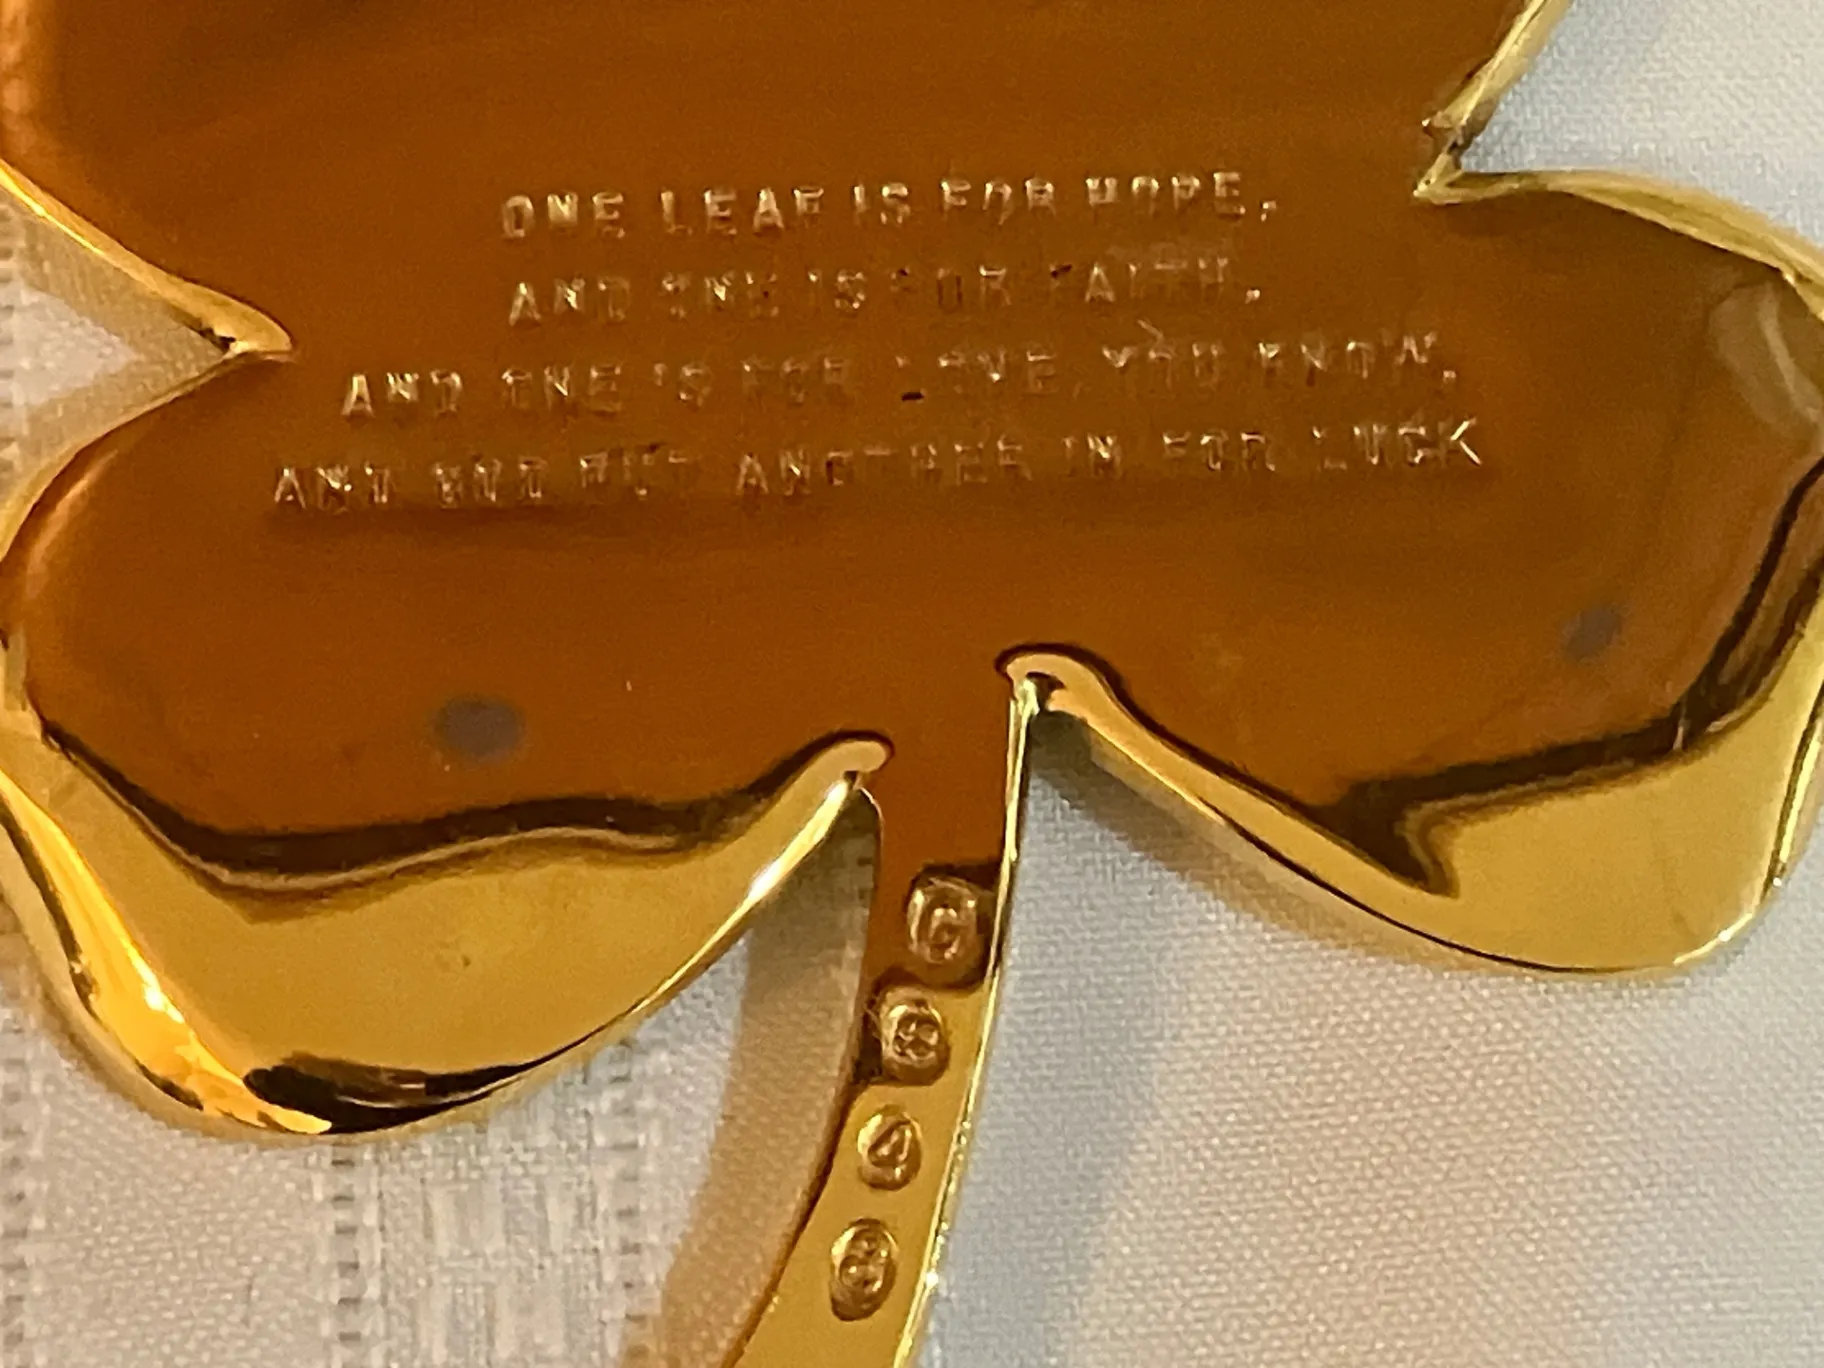 ONE LEAF IS FOR HOPE,
AND ONE IS FOR FAITH,
AND ONE IS FOR LOVE, YOU KNOW,
AND GOD PUT ANOTHER IN FOR LUCK
G
4